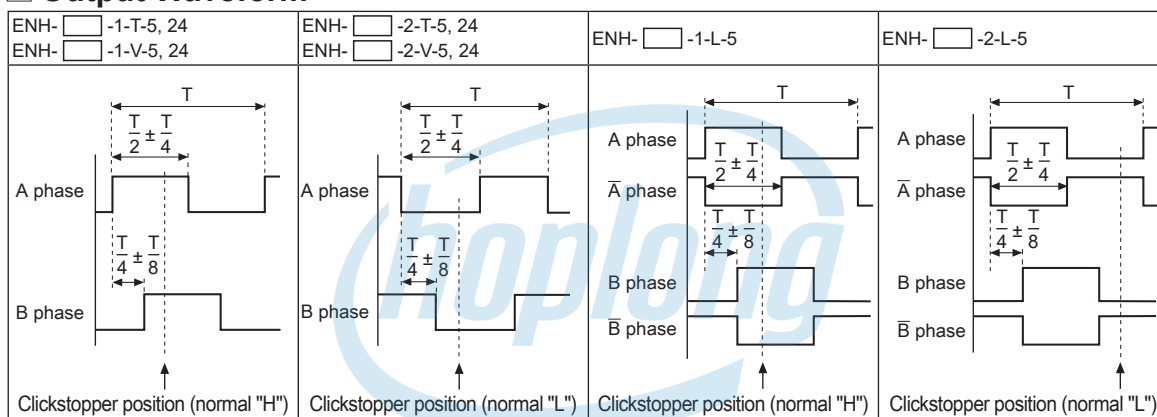 ENH- -1-T-5, 24
ENH- -1-V-5, 24
T
T/2 ± T/4
A phase
T/4 ± T/8
B phase
Clickstopper position (normal "H")
ENH- -2-T-5, 24
ENH- -2-V-5, 24
T
T/2 ± T/4
A phase
T/4 ± T/8
B phase
Clickstopper position (normal "L")
ENH- -1-L-5
T
A phase
T/2 ± T/4
A̅ phase
T/4 ± T/8
B phase
B̅ phase
Clickstopper position (normal "H")
ENH- -2-L-5
T
A phase
T/2 ± T/4
A̅ phase
T/4 ± T/8
B phase
B̅ phase
Clickstopper position (normal "L")
hoplong